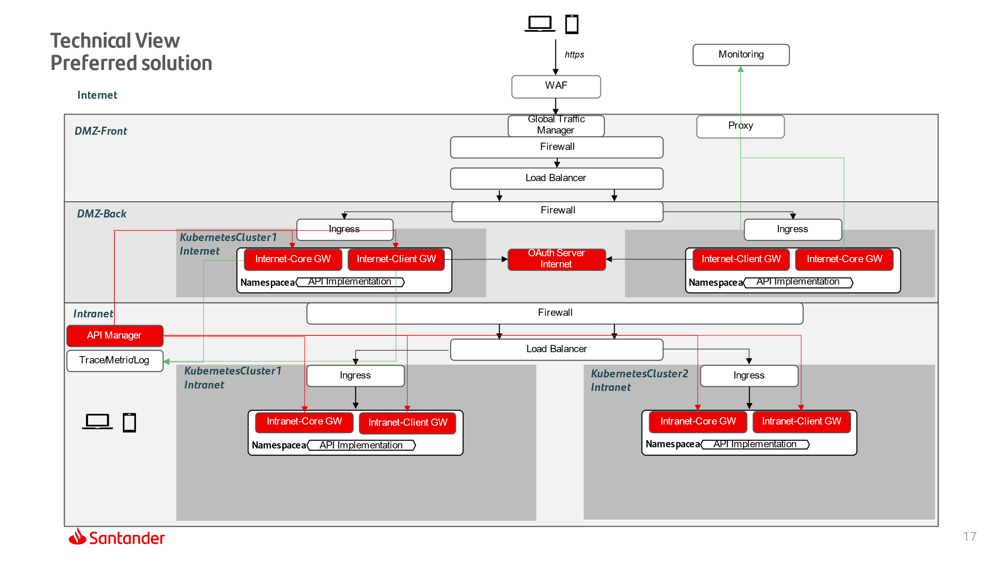 Technical View
Preferred solution
https
Monitoring
WAF
Internet
Global Traffic
Manager
Proxy
DMZ-Front
Firewall
Load Balancer
DMZ-Back
Firewall
Ingress
Ingress
KubernetesCluster1
Internet
Internet-Core GW
Internet-Client GW
OAuth Server
Internet
Internet-Client GW
Internet-Core GW
Namespacea
API Implementation
Namespacea
API Implementation
Intranet
Firewall
API Manager
Load Balancer
Trace/Metric/Log
KubernetesCluster1
Intranet
Ingress
KubernetesCluster2
Intranet
Ingress
Intranet-Core GW
Intranet-Client GW
Intranet-Core GW
Intranet-Client GW
Namespacea
API Implementation
Namespacea
API Implementation
Santander
17